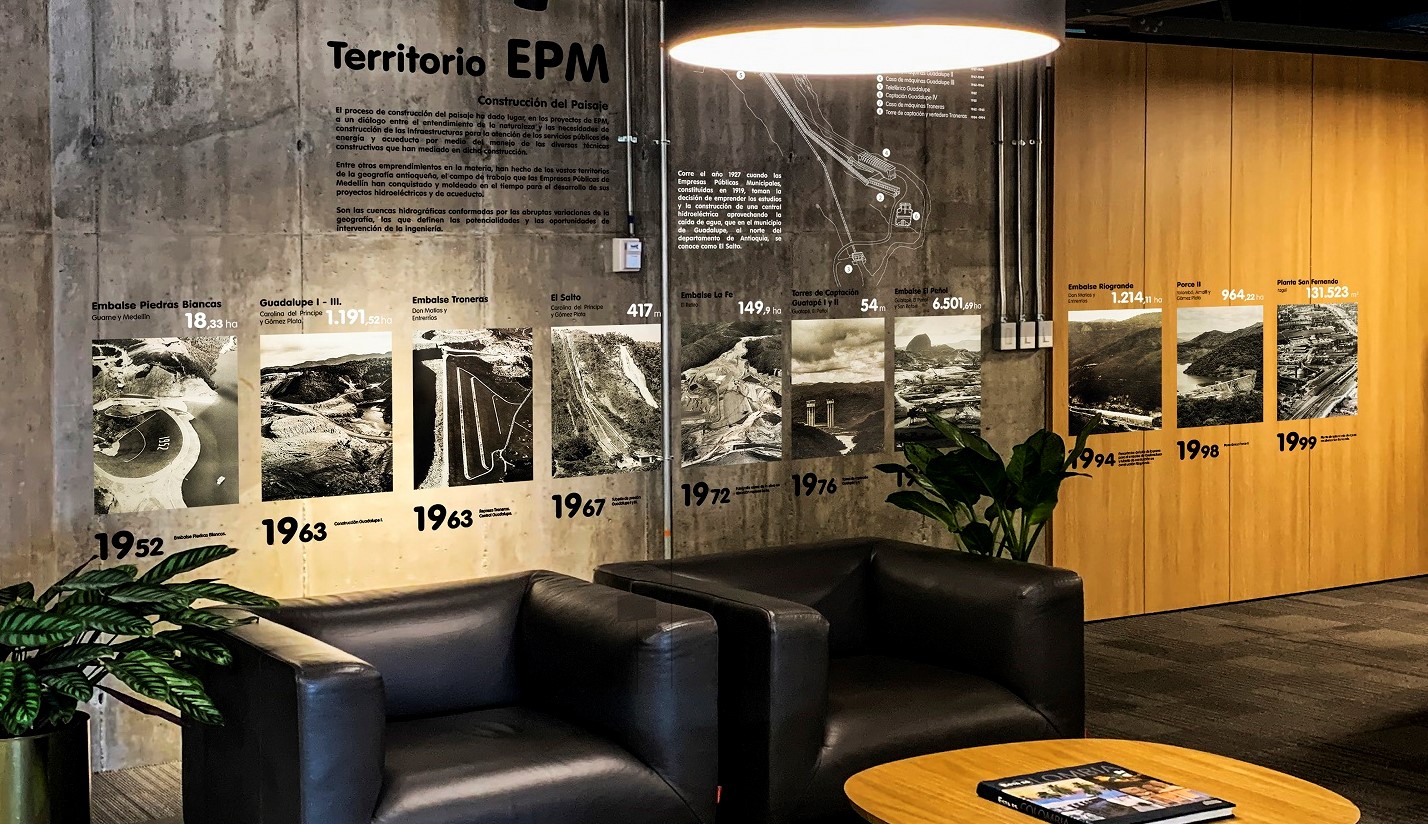 Territorio EPM
Construcción del Paisaje
El proceso de construcción del paisaje ha dado lugar, en los proyectos de EPM,
a un diálogo entre el entendimiento de la naturaleza y las necesidades de
construcción de las infraestructuras para la atención de los servicios públicos de
energía y acueducto por medio del manejo de las diversas técnicas
constructivas que han mediado en dicha construcción.
Entre otros emprendimientos en la materia, han hecho de los vastos territorios
de la geografía antioqueña, el campo de trabajo que las Empresas Públicas de
Medellín han conquistado y moldeado en el tiempo para el desarrollo de sus
proyectos hidroeléctricos y de acueducto.
Son las cuencas hidrográficas conformadas por las abruptas variaciones de la
geografía, las que definen las potencialidades y las oportunidades de
intervención de la ingeniería.
Casa de máquinas Guadalupe III
Teleférico Guadalupe
Captación Guadalupe IV
Casa de máquinas Troneras
Torre de captación y vertedero Troneras
Corre el año 1927 cuando las
Empresas Públicas Municipales,
constituidas en 1919, toman la
decisión de emprender los estudios
y la construcción de una central
hidroeléctrica aprovechando la
caída de agua, que en el municipio
de Guadalupe, al norte del
departamento de Antioquia, se
conoce como El Salto.
Embalse Piedras Blancas
Guarne y Medellín
18,33 ha
1952
Embalse Piedras Blancas.
Guadalupe I - III.
Carolina del Príncipe
y Gómez Plata.
1.191,52 ha
1963
Construcción Guadalupe I.
Embalse Troneras
Don Matías y
Entrerríos
1963
Represa Troneras.
Central Guadalupe.
El Salto
Carolina del Príncipe
y Gómez Plata
417 m
1967
Embalse La Fe
El Retiro
149,9 ha
1972
Torres de Captación
Guatapé I y II
54 m
1976
Embalse El Peñol
6.501,69 ha
Embalse Riogrande
Don Matías y
Entrerríos
1.214,11 ha
1994
Porce II
964,22 ha
1998
Planta San Fernando
Itagüí
131.523 m²
1999
COLOMBIA